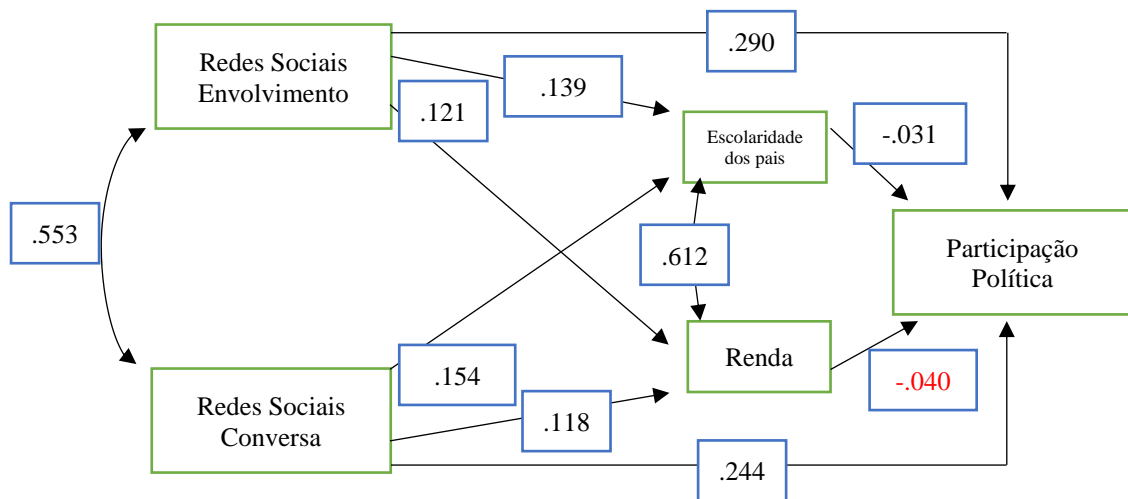 .290
Redes Sociais
Envolvimento
.139
.121
Escolaridade
dos pais
-.031
.553
.612
Participação
Política
Renda
.154
-.040
Redes Sociais
Conversa
.118
.244